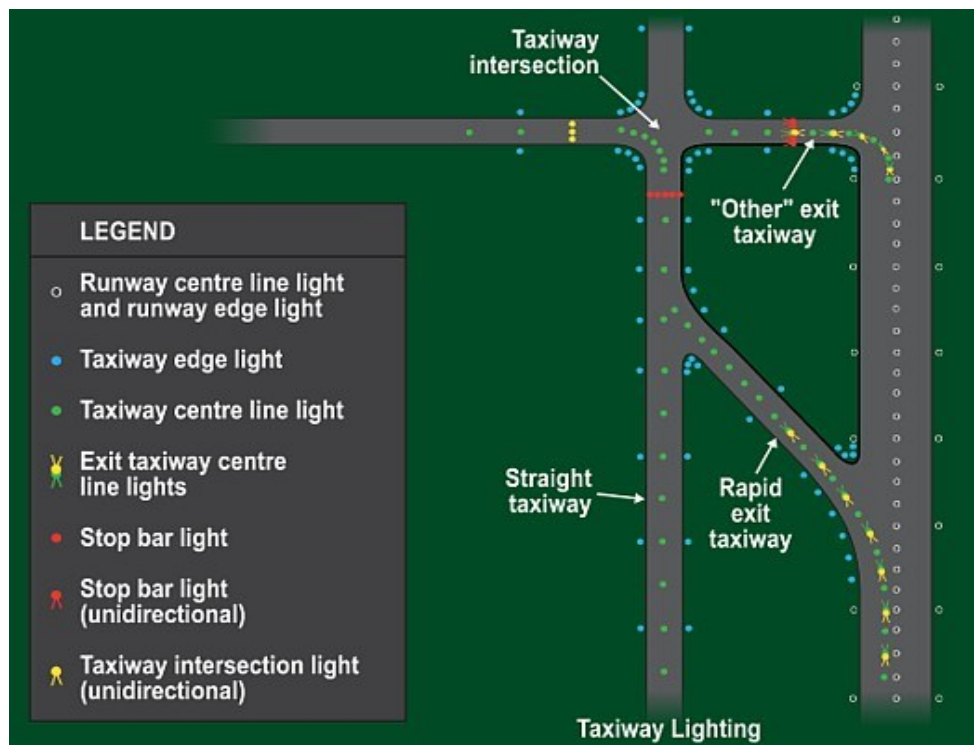 Taxiway
intersection
"Other" exit
taxiway
LEGEND
Runway centre line light
and runway edge light
Taxiway edge light
Taxiway centre line light
Exit taxiway centre
line lights
Stop bar light
Stop bar light
(unidirectional)
Taxiway intersection light
(unidirectional)
Straight
taxiway
Rapid
exit
taxiway
Taxiway Lighting